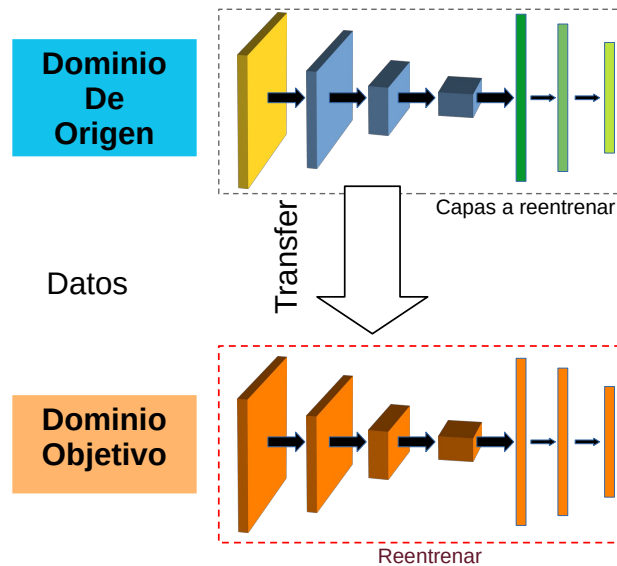 Dominio
De
Origen
Capas a reentrenar
Transfer
Datos
Dominio
Objetivo
Reentrenar